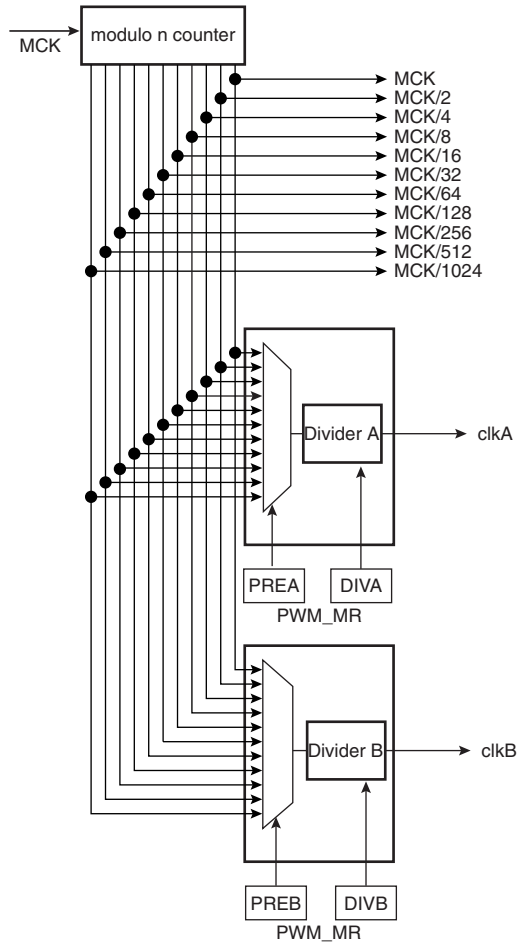 modulo n counter
MCK
MCK
MCK/2
MCK/4
MCK/8
MCK/16
MCK/32
MCK/64
MCK/128
MCK/256
MCK/512
MCK/1024
Divider A
clkA
PREA
DIVA
PWM_MR
Divider B
clkB
PREB
DIVB
PWM_MR